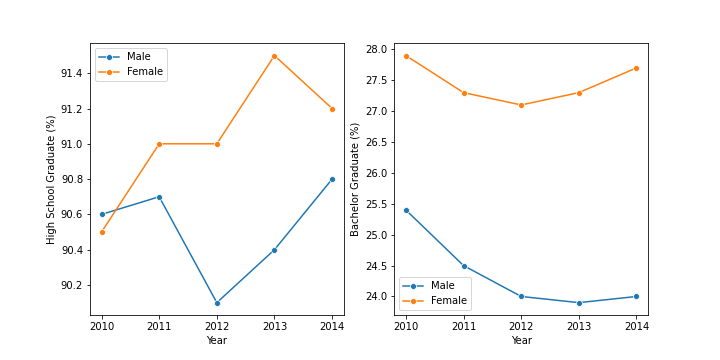 High School Graduate (%)
91.4
91.2
91.0
90.8
90.6
90.4
90.2
Male
Female
2010 2011 2012 2013 2014
Year
Bachelor Graduate (%)
28.0
27.5
27.0
26.5
26.0
25.5
25.0
24.5
24.0
Male
Female
2010 2011 2012 2013 2014
Year